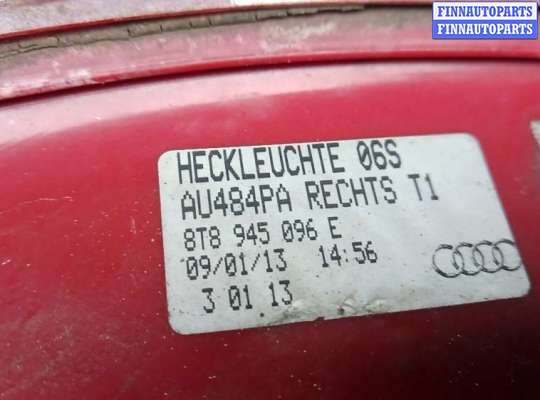 FINNAUTOPARTS
FINNAUTOPARTS
HECKLEUCHTE 06S
AU484PA RECHTS T1
8T8 945 096 E
09/01/13 14:56
3 01 13